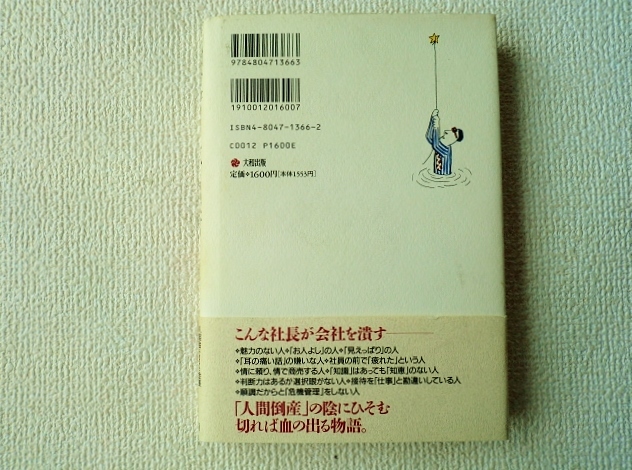 9784804713663
1910012016007
ISBN4-8047-1366-2
C0012 P1600E
大和出版
定価◆1600円[本体1553円]
こんな社長が会社を潰す
◆魅力のない人◆「お人よし」の人◆「見えっぱり」の人
◆「耳の痛い話」の嫌いな人◆社員の前で「疲れた」という人
◆情に頼り、情で商売する人◆「知識」はあっても「知恵」のない人
◆判断力はあるが選択眼がない人◆接待を「仕事」と勘違いしている人
◆順調だからと「危機管理」をしない人
「人間倒産」の陰にひそむ
切れば血の出る物語。